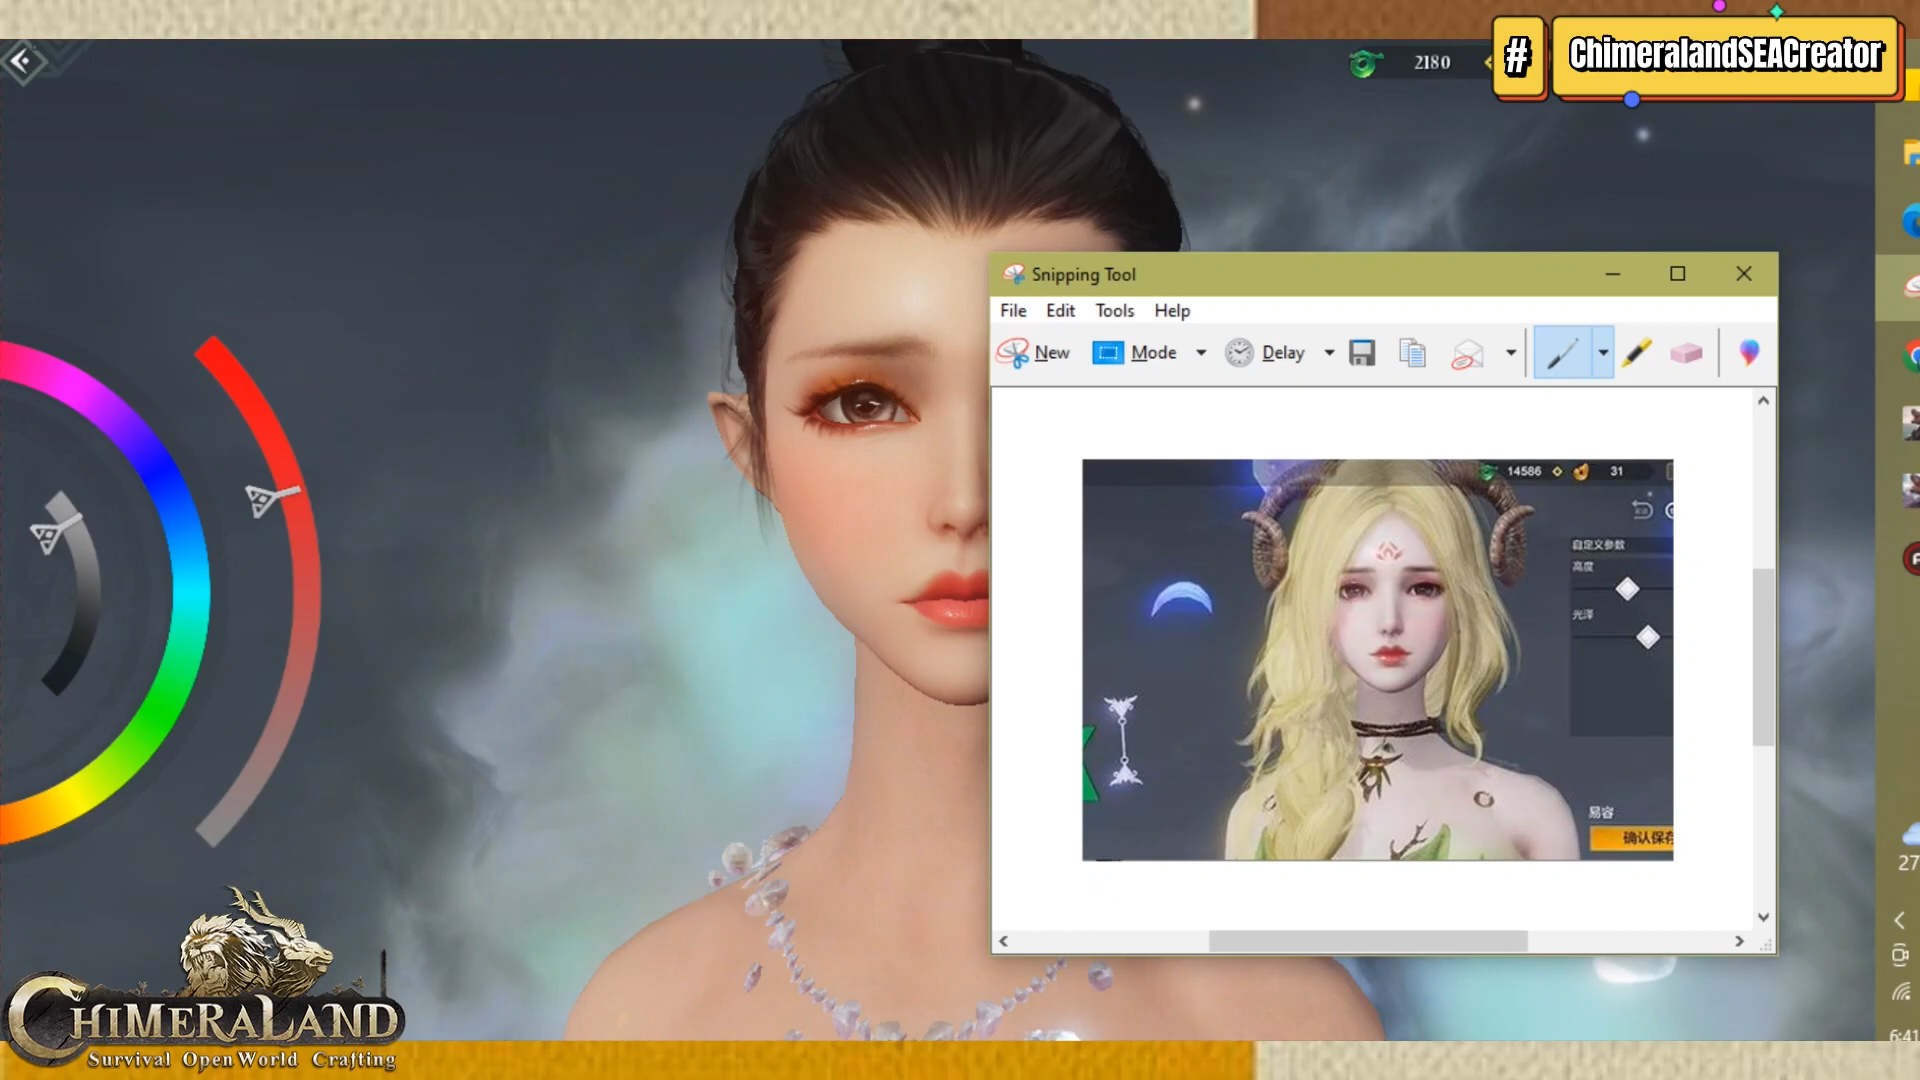 2180
#
ChimeralandSEACreator
Snipping Tool
File Edit Tools Help
New Mode Delay
14586 31
自定义参数
高度
光泽
易容
确认保存
27
6:41
CHIMERALAND
Survival Open World Crafting